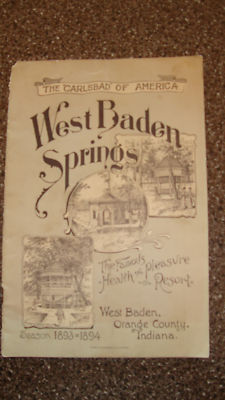 THE "CARLSBAD" OF AMERICA
West Baden
Springs
The Famous
Health and Pleasure
Resort.
West Baden,
Orange County,
Indiana.
Season 1893-1894